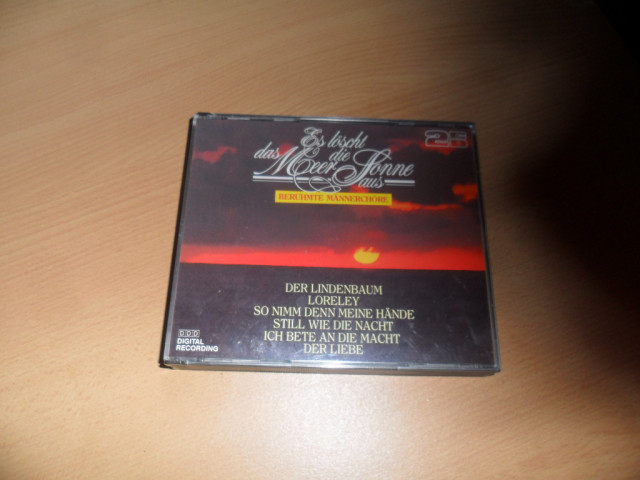 Es löscht
das die
Meer Sonne
aus
BERÜHMTE MÄNNERCHÖRE
DER LINDENBAUM
LORELEY
SO NIMM DENN MEINE HÄNDE
STILL WIE DIE NACHT
ICH BETE AN DIE MACHT
DER LIEBE
DDD
DIGITAL
RECORDING